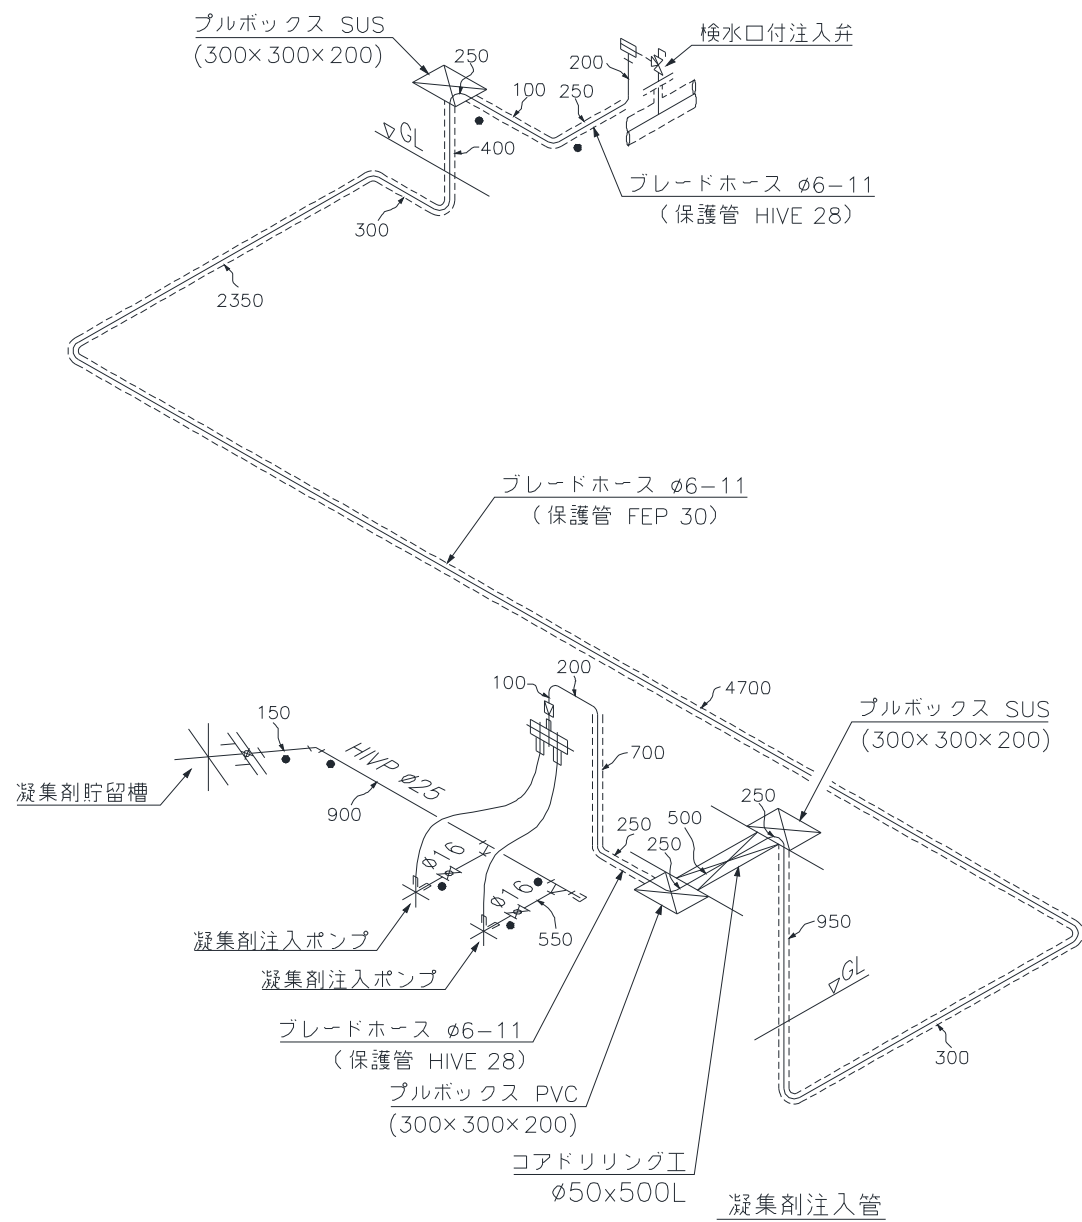 プルボックス SUS
(300×300×200)
250
100
200
250
検水口付注入弁
GL
400
ブレードホース φ6-11
(保護管 HIVE 28)
300
2350
ブレードホース φ6-11
(保護管 FEP 30)
4700
200
100
プルボックス SUS
(300×300×200)
150
HIVP φ25
700
凝集剤貯留槽
900
250
500
250
250
φ16
φ16
950
凝集剤注入ポンプ
550
凝集剤注入ポンプ
GL
ブレードホース φ6-11
(保護管 HIVE 28)
300
プルボックス PVC
(300×300×200)
コアドリリング工
φ50x500L
凝集剤注入管